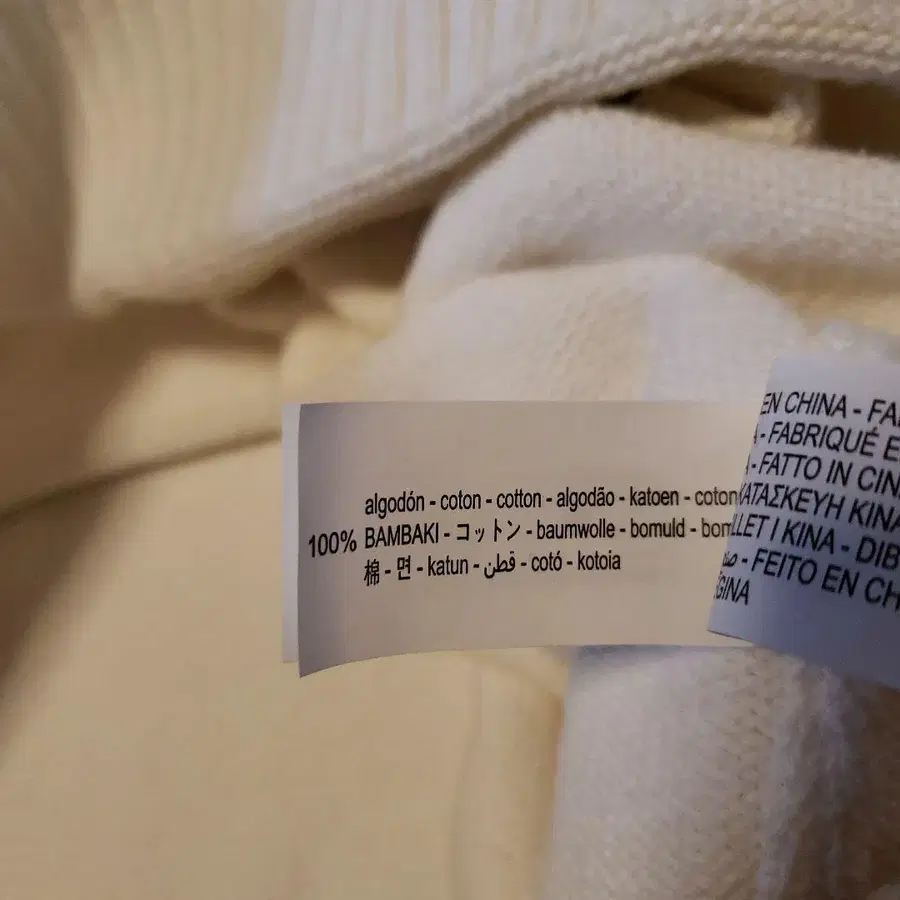 algodón - coton - cotton - algodão - katoen - coton
100% BAMBAKI - コットン - baumwolle - bomuld - bom
棉 - 면 - katun - قطن - cotó - kotoia
EN CHINA - FA
- FABRIQUÉ E
- FATTO IN CIN
ΚΑΤΑΣΚΕΥΗ ΚΙΝΑ
LLET I KINA - DIB
- FEITO EN CH
GINA